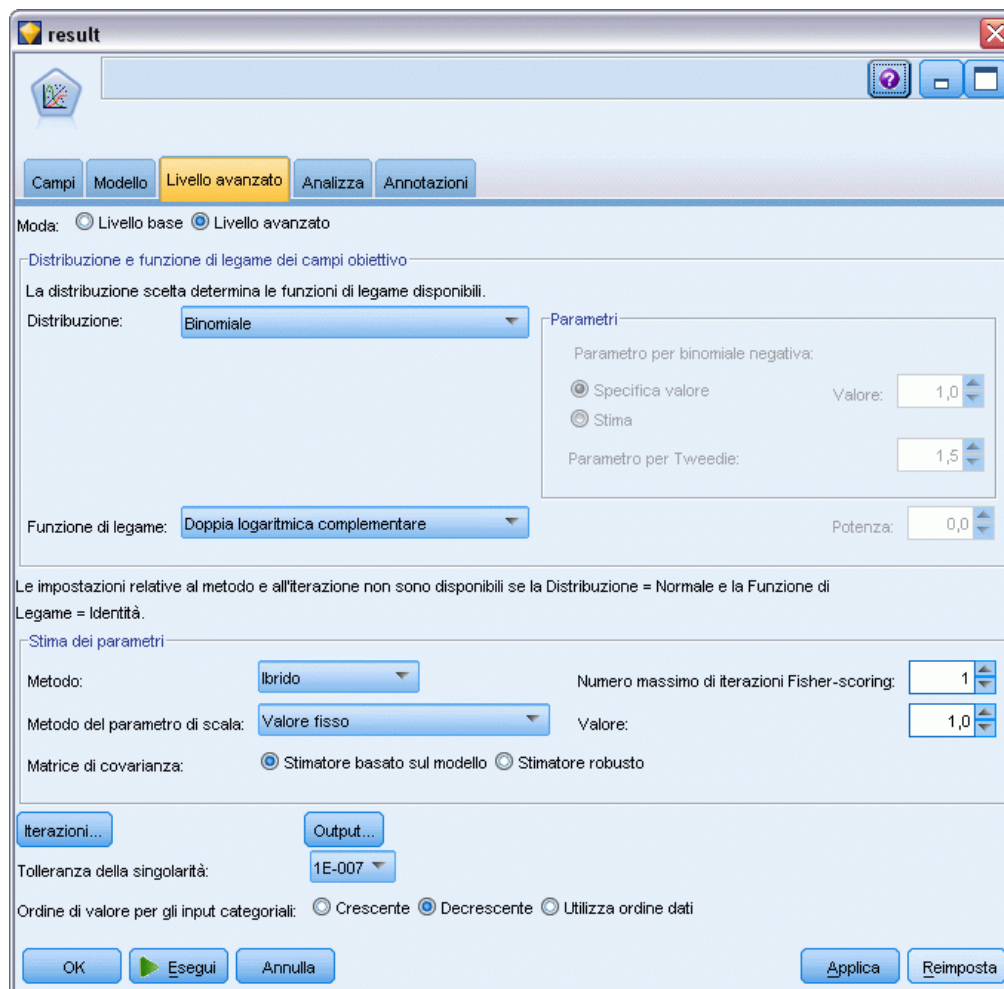 result
Campi Modello Livello avanzato Analizza Annotazioni
Moda: Livello base Livello avanzato
Distribuzione e funzione di legame dei campi obiettivo
La distribuzione scelta determina le funzioni di legame disponibili.
Distribuzione: Binomiale
Parametri
Parametro per binomiale negativa:
Specifica valore Valore: 1,0
Stima
Parametro per Tweedie: 1,5
Funzione di legame: Doppia logaritmica complementare Potenza: 0,0
Le impostazioni relative al metodo e all'iterazione non sono disponibili se la Distribuzione = Normale e la Funzione di
Legame = Identità.
Stima dei parametri
Metodo: Ibrido Numero massimo di iterazioni Fisher-scoring: 1
Metodo del parametro di scala: Valore fisso Valore: 1,0
Matrice di covarianza: Stimatore basato sul modello Stimatore robusto
Iterazioni... Output...
Tolleranza della singolarità: 1E-007
Ordine di valore per gli input categoriali: Crescente Decrescente Utilizza ordine dati
OK Esegui Annulla Applica Reimposta